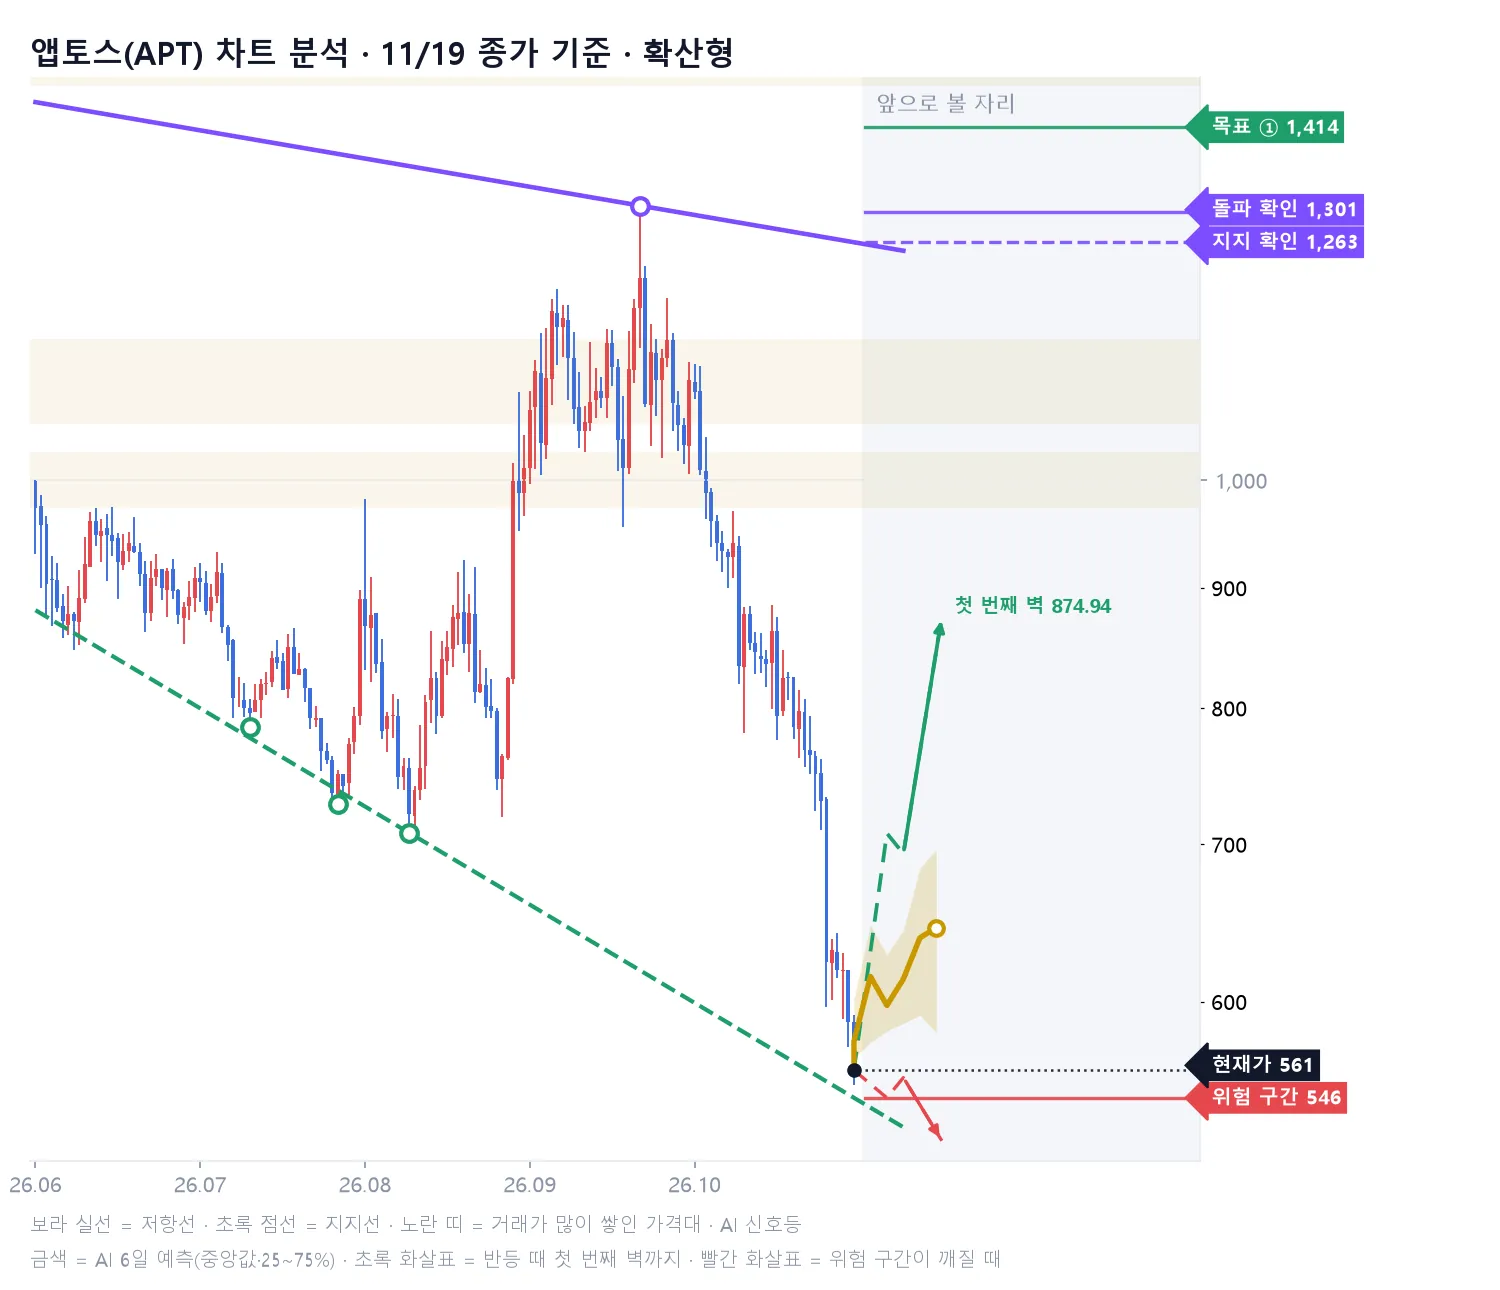 앱토스(APT) 차트 분석 · 11/19 종가 기준 · 확산형
앞으로 볼 자리
목표 ① 1,414
돌파 확인 1,301
지지 확인 1,263
1,000
900
첫 번째 벽 874.94
800
700
600
현재가 561
위험 구간 546
26.06 26.07 26.08 26.09 26.10
보라 실선 = 저항선 · 초록 점선 = 지지선 · 노란 띠 = 거래가 많이 쌓인 가격대 · AI 신호등
금색 = AI 6일 예측(중앙값·25~75%) · 초록 화살표 = 반등 때 첫 번째 벽까지 · 빨간 화살표 = 위험 구간이 깨질 때